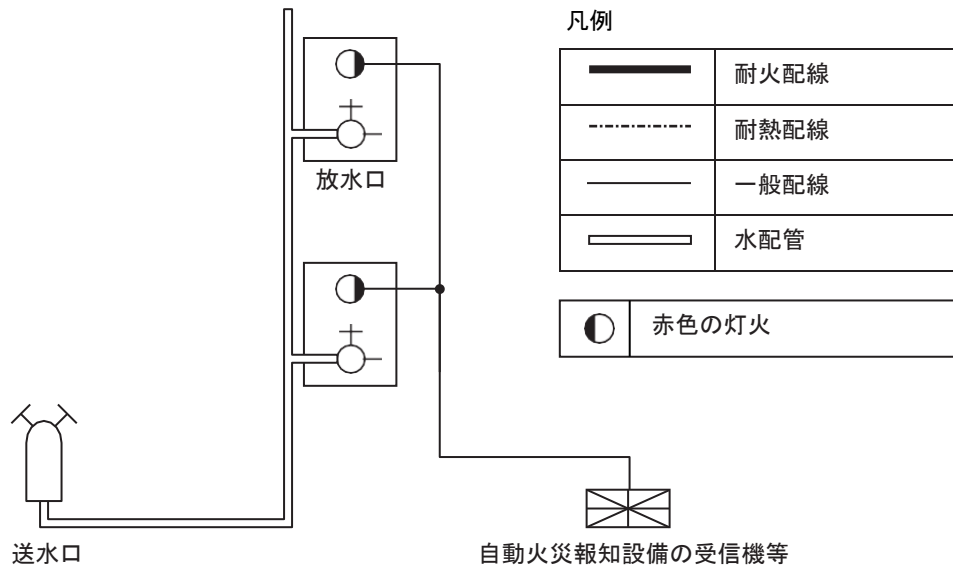 凡例
耐火配線
耐熱配線
一般配線
水配管
赤色の灯火
放水口
送水口
自動火災報知設備の受信機等